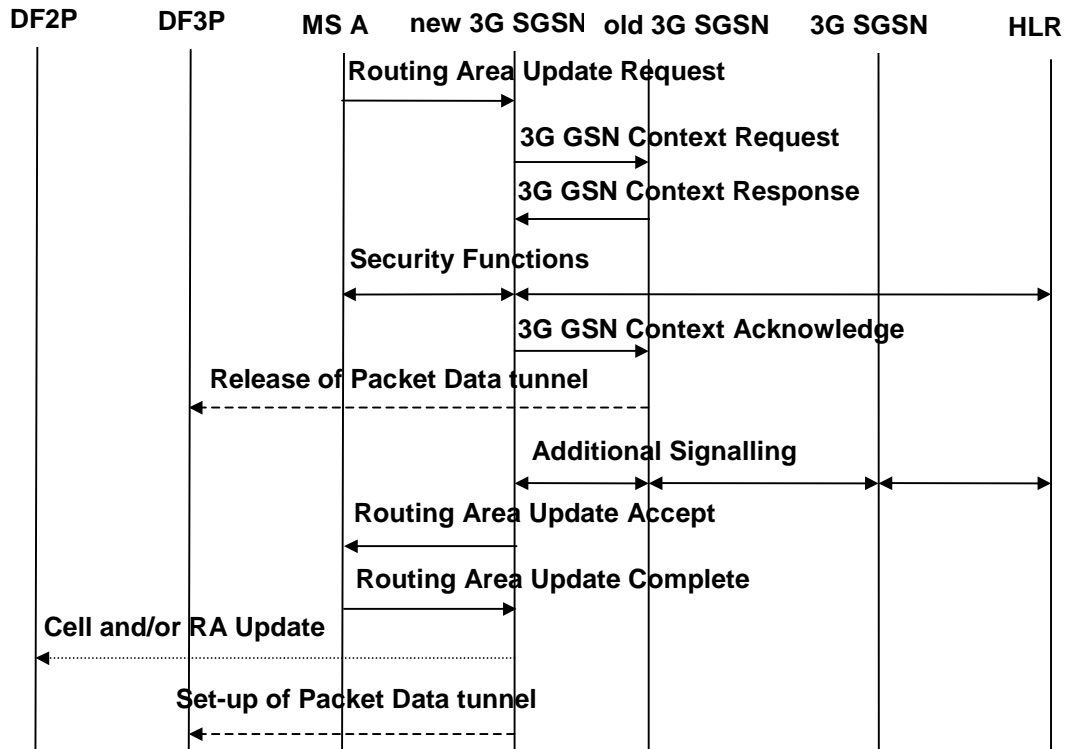 DF2P DF3P MS A new 3G SGSN old 3G SGSN 3G SGSN HLR
Routing Area Update Request
3G GSN Context Request
3G GSN Context Response
Security Functions
3G GSN Context Acknowledge
Release of Packet Data tunnel
Additional Signalling
Routing Area Update Accept
Routing Area Update Complete
Cell and/or RA Update
Set-up of Packet Data tunnel